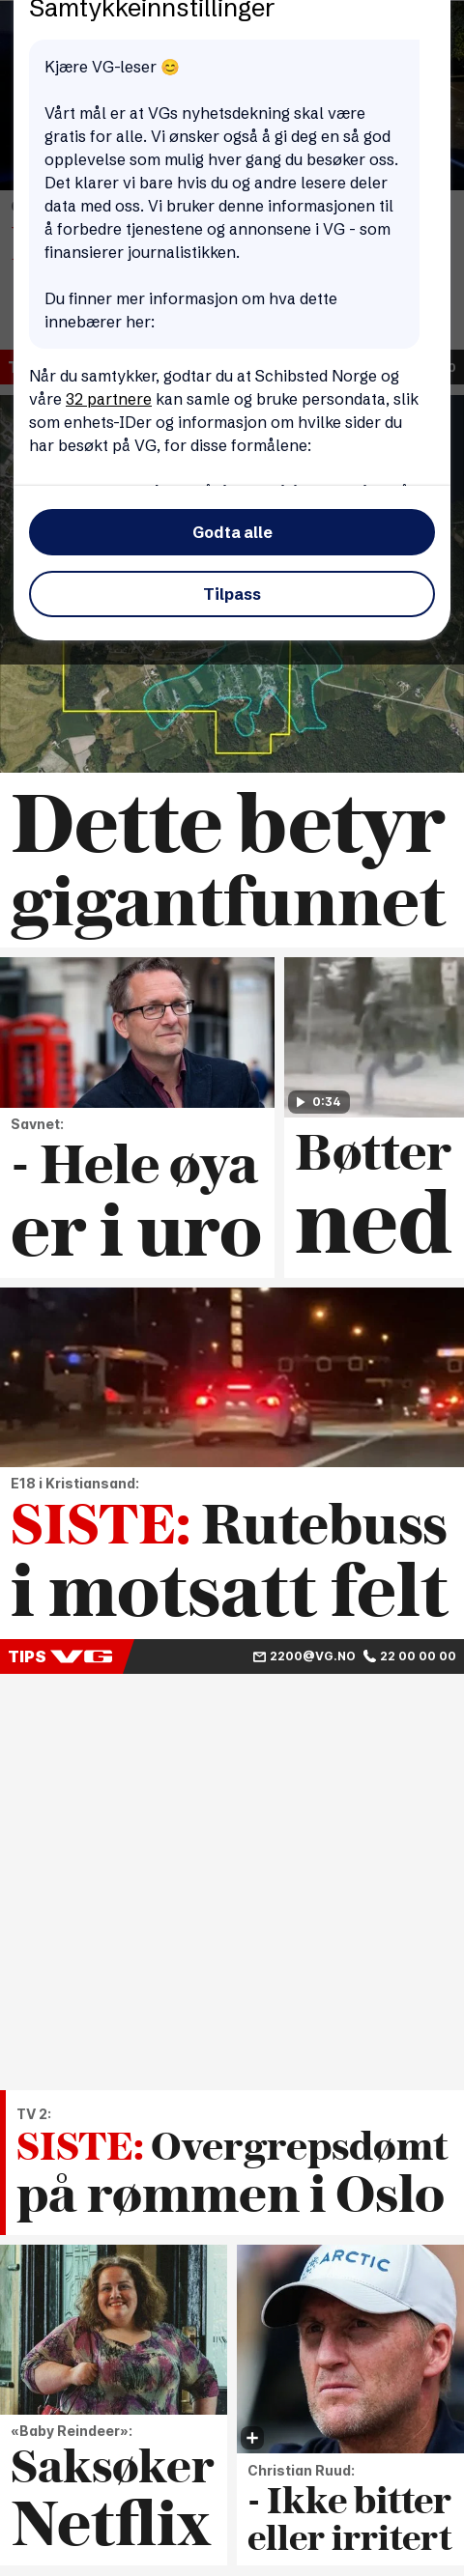 Samtykkeinnstillinger
Kjære VG-leser 😊
Vårt mål er at VGs nyhetsdekning skal være
gratis for alle. Vi ønsker også å gi deg en så god
opplevelse som mulig hver gang du besøker oss.
Det klarer vi bare hvis du og andre lesere deler
data med oss. Vi bruker denne informasjonen til
å forbedre tjenestene og annonsene i VG - som
finansierer journalistikken.
Du finner mer informasjon om hva dette
innebærer her:
Når du samtykker, godtar du at Schibsted Norge og
våre 32 partnere kan samle og bruke persondata, slik
som enhets-IDer og informasjon om hvilke sider du
har besøkt på VG, for disse formålene:
Godta alle
Tilpass
Dette betyr
gigantfunnet
Savnet:
- Hele øya
er i uro
0:34
Bøtter
ned
E18 i Kristiansand:
SISTE: Rutebuss
i motsatt felt
TIPS VG 2200@VG.NO 22 00 00 00
TV 2:
SISTE: Overgrepsdømt
på rømmen i Oslo
«Baby Reindeer»:
Saksøker
Netflix
ARCTIC
Christian Ruud:
- Ikke bitter
eller irritert